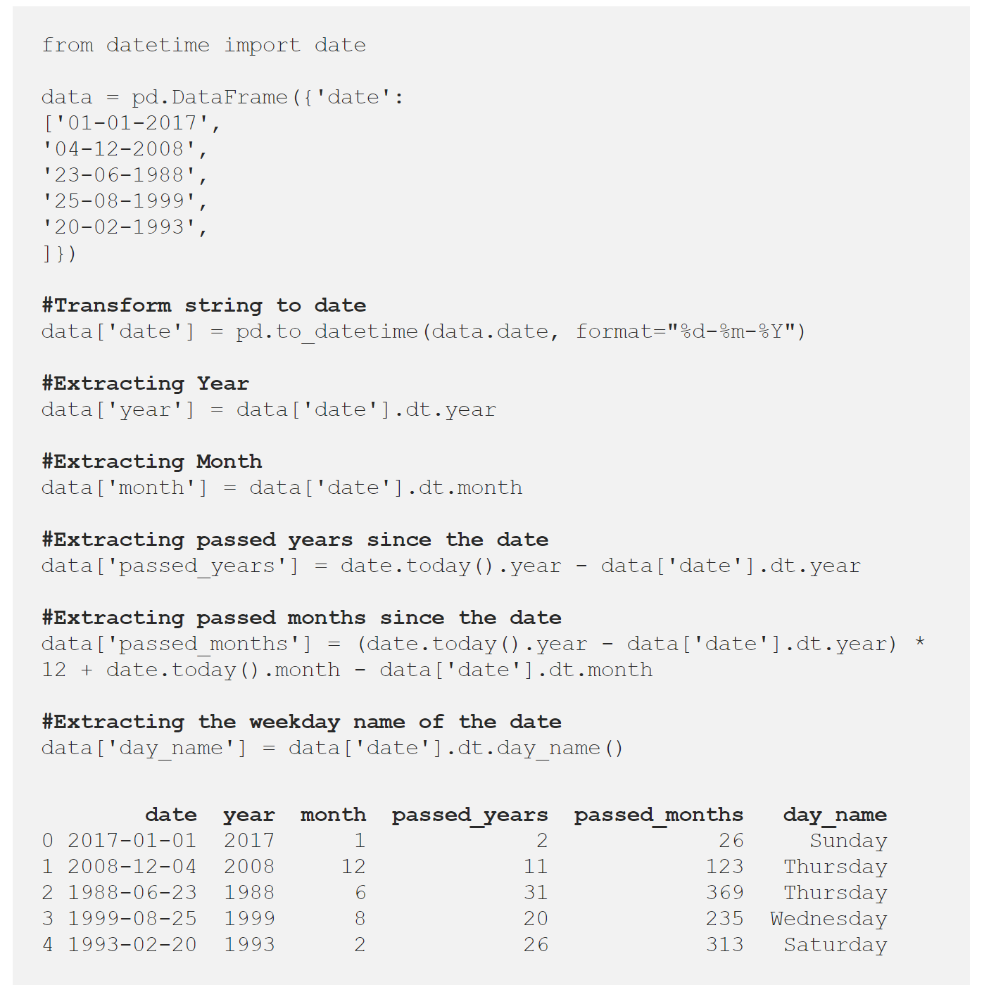 from datetime import date
data = pd.DataFrame({'date':
['01-01-2017',
'04-12-2008',
'23-06-1988',
'25-08-1999',
'20-02-1993',
]})
#Transform string to date
data['date'] = pd.to_datetime(data.date, format="%d-%m-%Y")
#Extracting Year
data['year'] = data['date'].dt.year
#Extracting Month
data['month'] = data['date'].dt.month
#Extracting passed years since the date
data['passed_years'] = date.today().year - data['date'].dt.year
#Extracting passed months since the date
data['passed_months'] = (date.today().year - data['date'].dt.year) *
12 + date.today().month - data['date'].dt.month
#Extracting the weekday name of the date
data['day_name'] = data['date'].dt.day_name()
date year month passed_years passed_months day_name
0 2017-01-01 2017 1 2 26 Sunday
1 2008-12-04 2008 12 11 123 Thursday
2 1988-06-23 1988 6 31 369 Thursday
3 1999-08-25 1999 8 20 235 Wednesday
4 1993-02-20 1993 2 26 313 Saturday